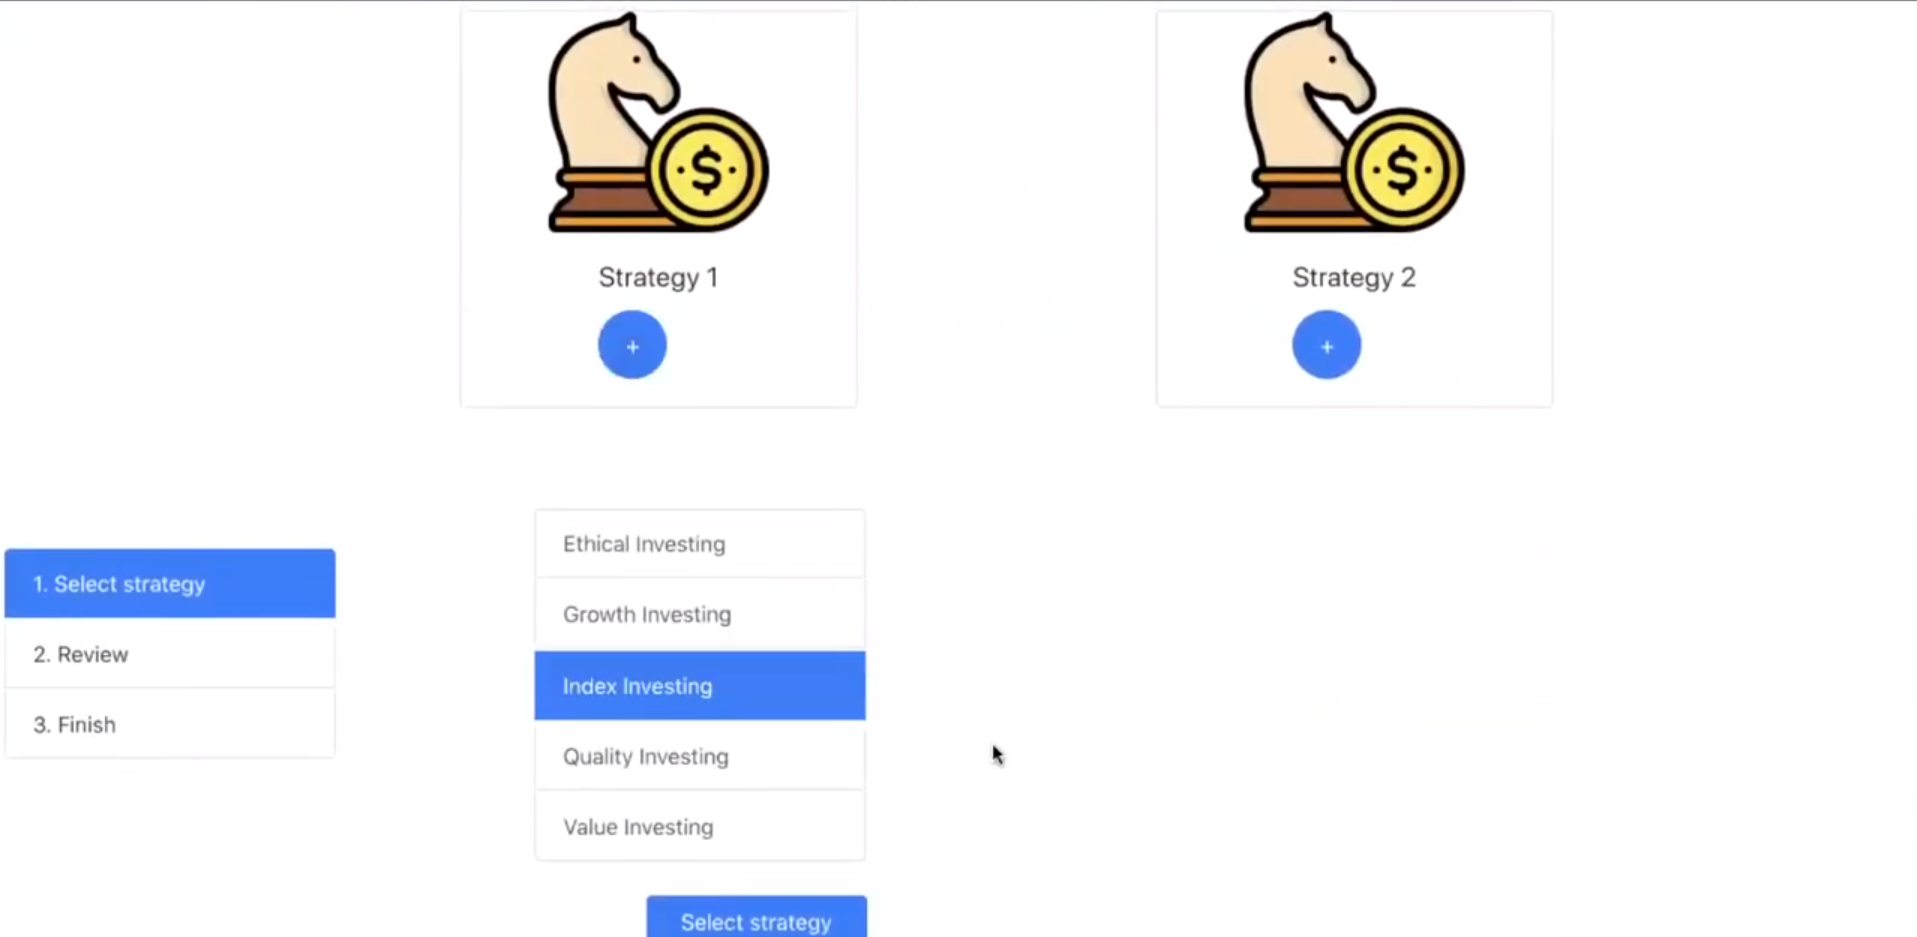 $
$
Strategy 1
Strategy 2
+
+
1. Select strategy
2. Review
3. Finish
Ethical Investing
Growth Investing
Index Investing
Quality Investing
Value Investing
Select strategy